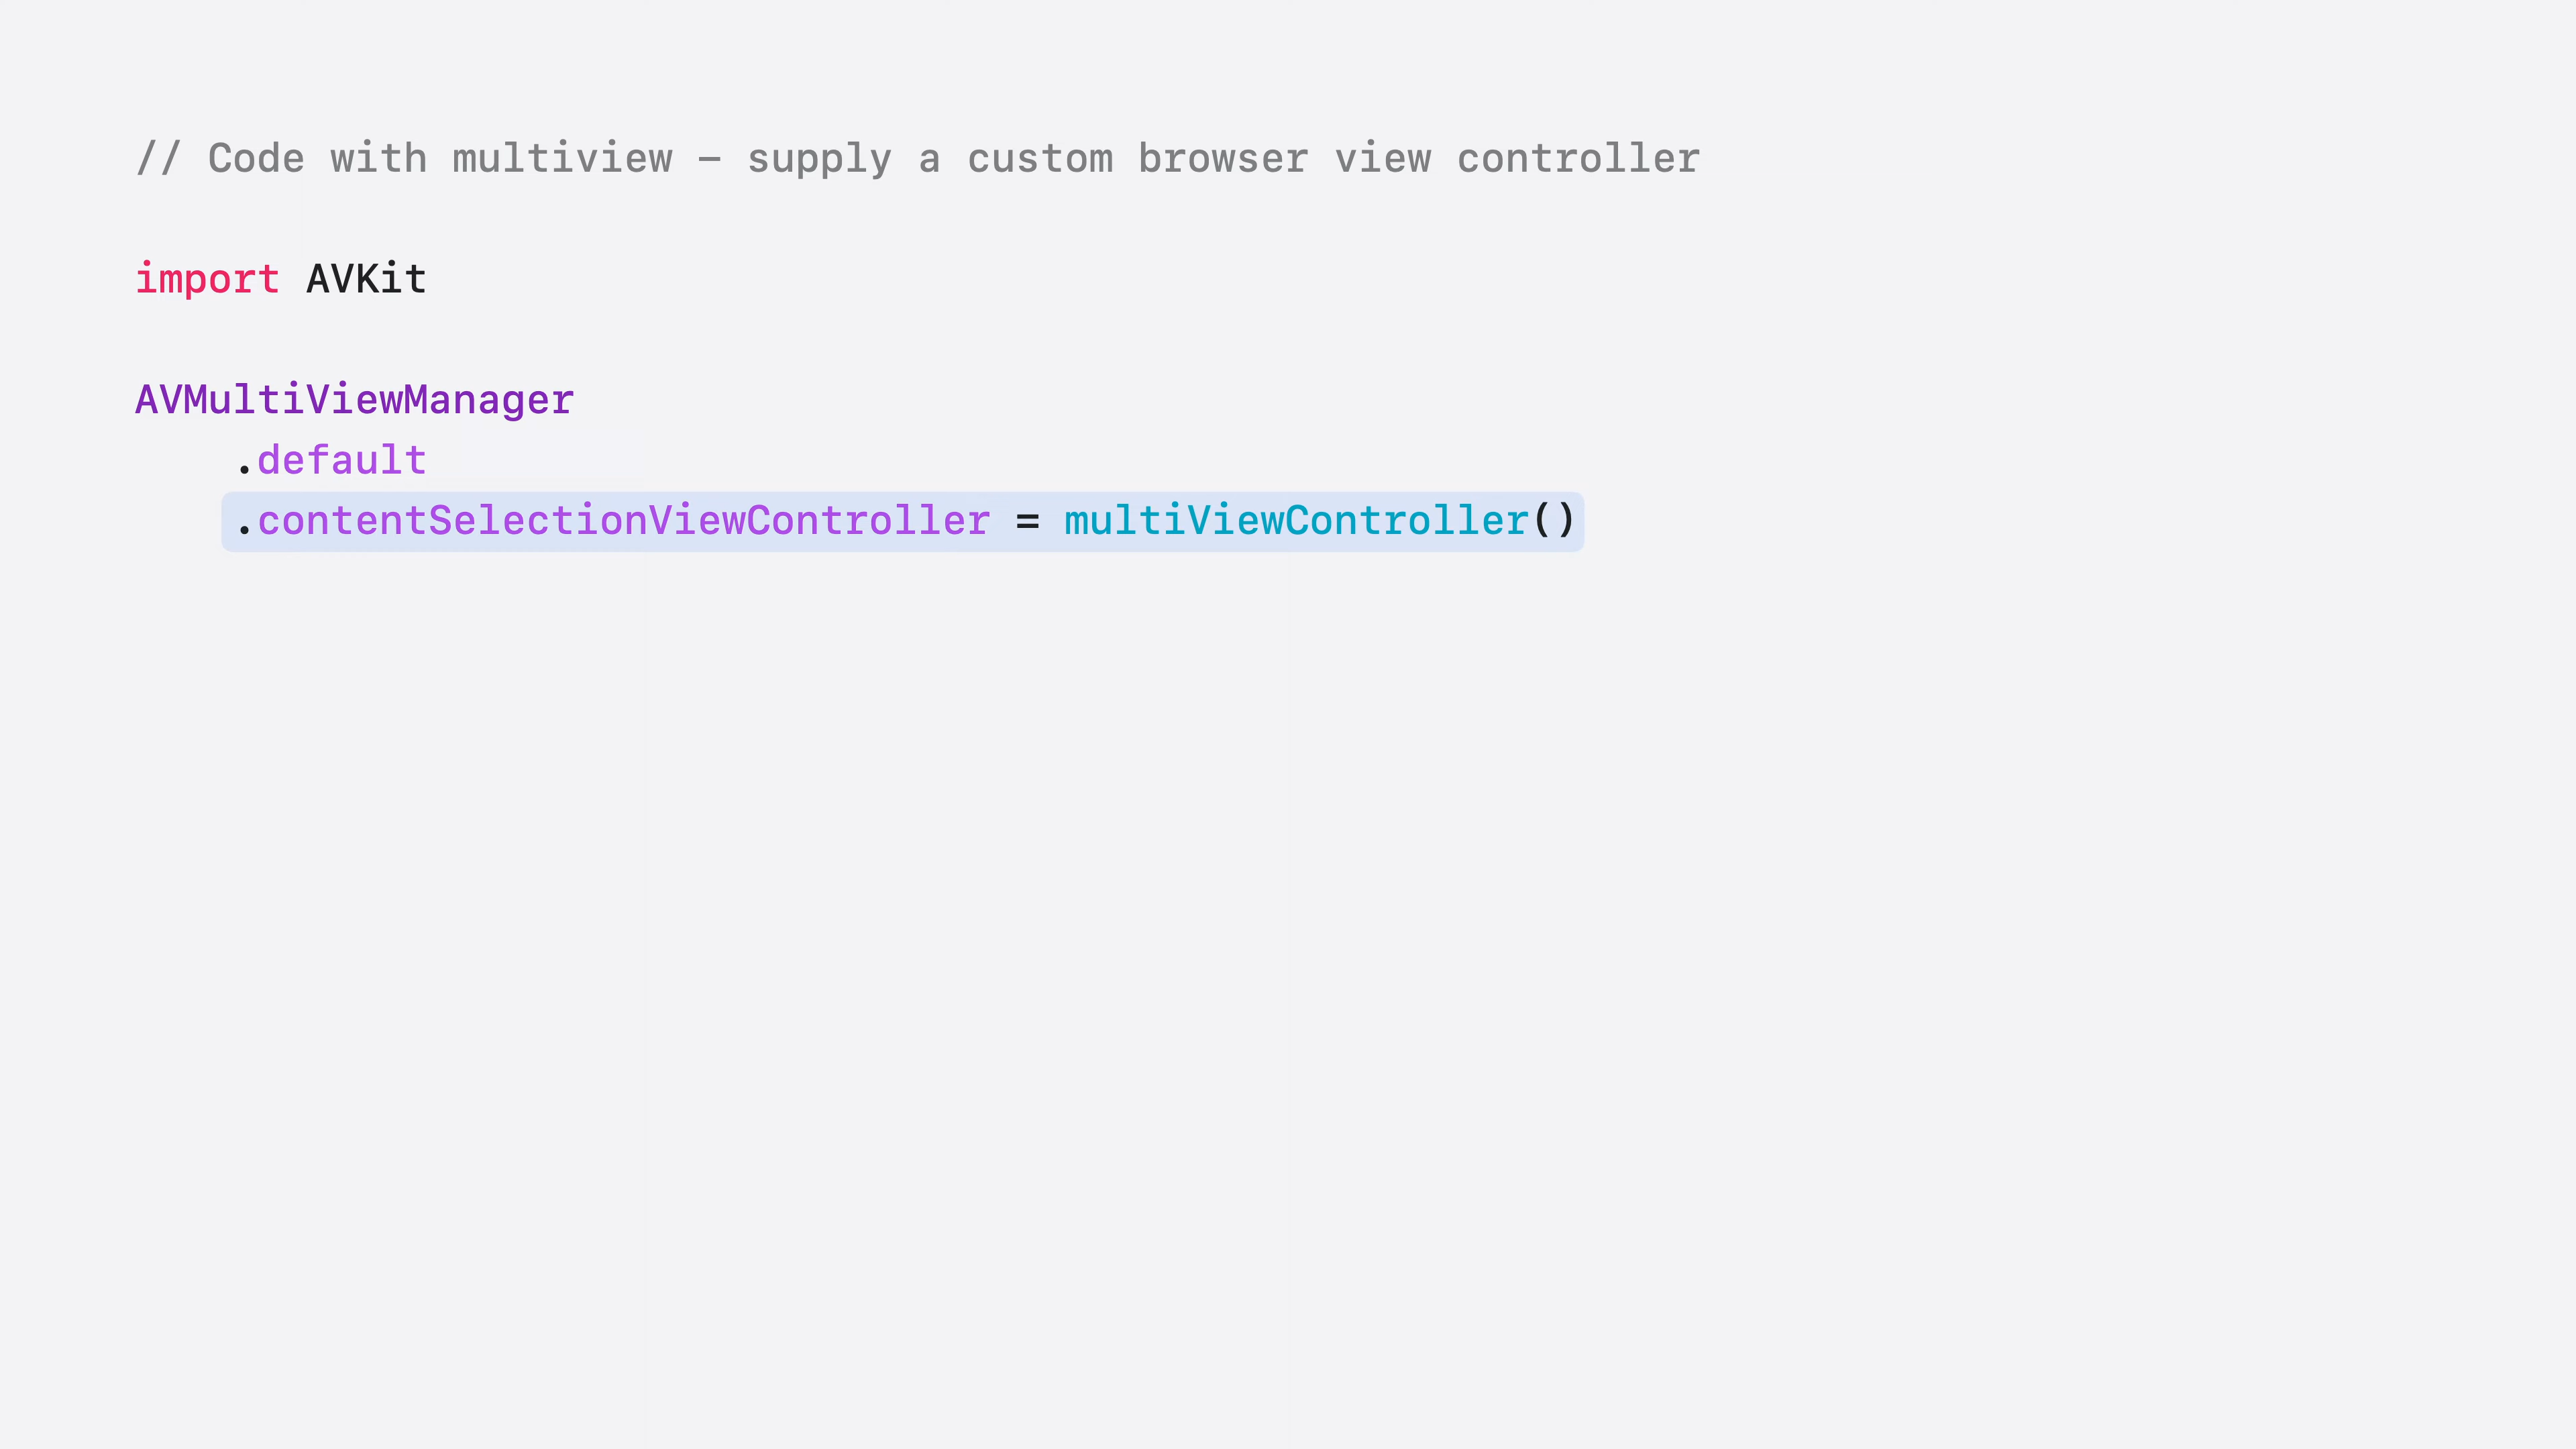 // Code with multiview – supply a custom browser view controller
import AVKit
AVMultiViewManager
.default
.contentSelectionViewController = multiViewController()